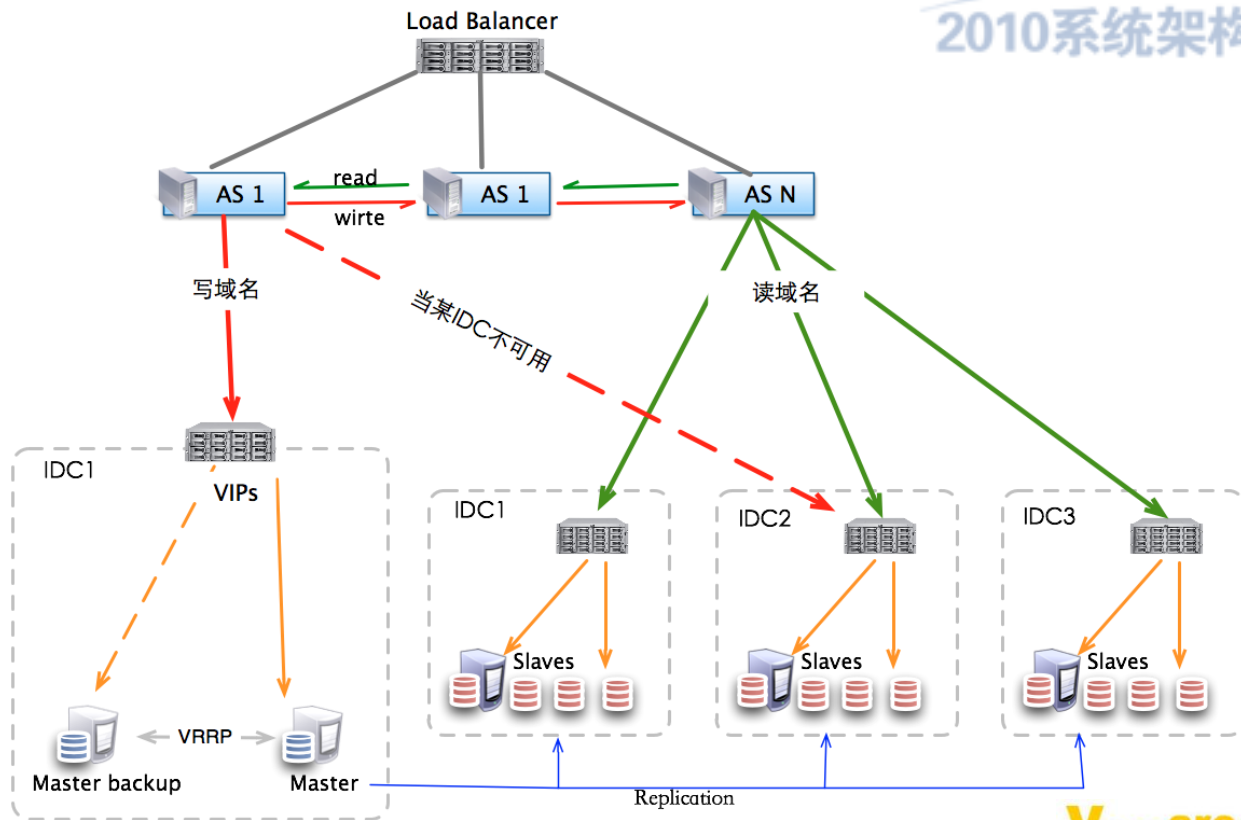 2010系统架构
Load Balancer
AS 1
read
wirte
AS 1
AS N
写域名
当某IDC不可用
读域名
IDC1
VIPs
IDC1
IDC2
IDC3
Slaves
Slaves
Slaves
VRRP
Master backup
Master
Replication